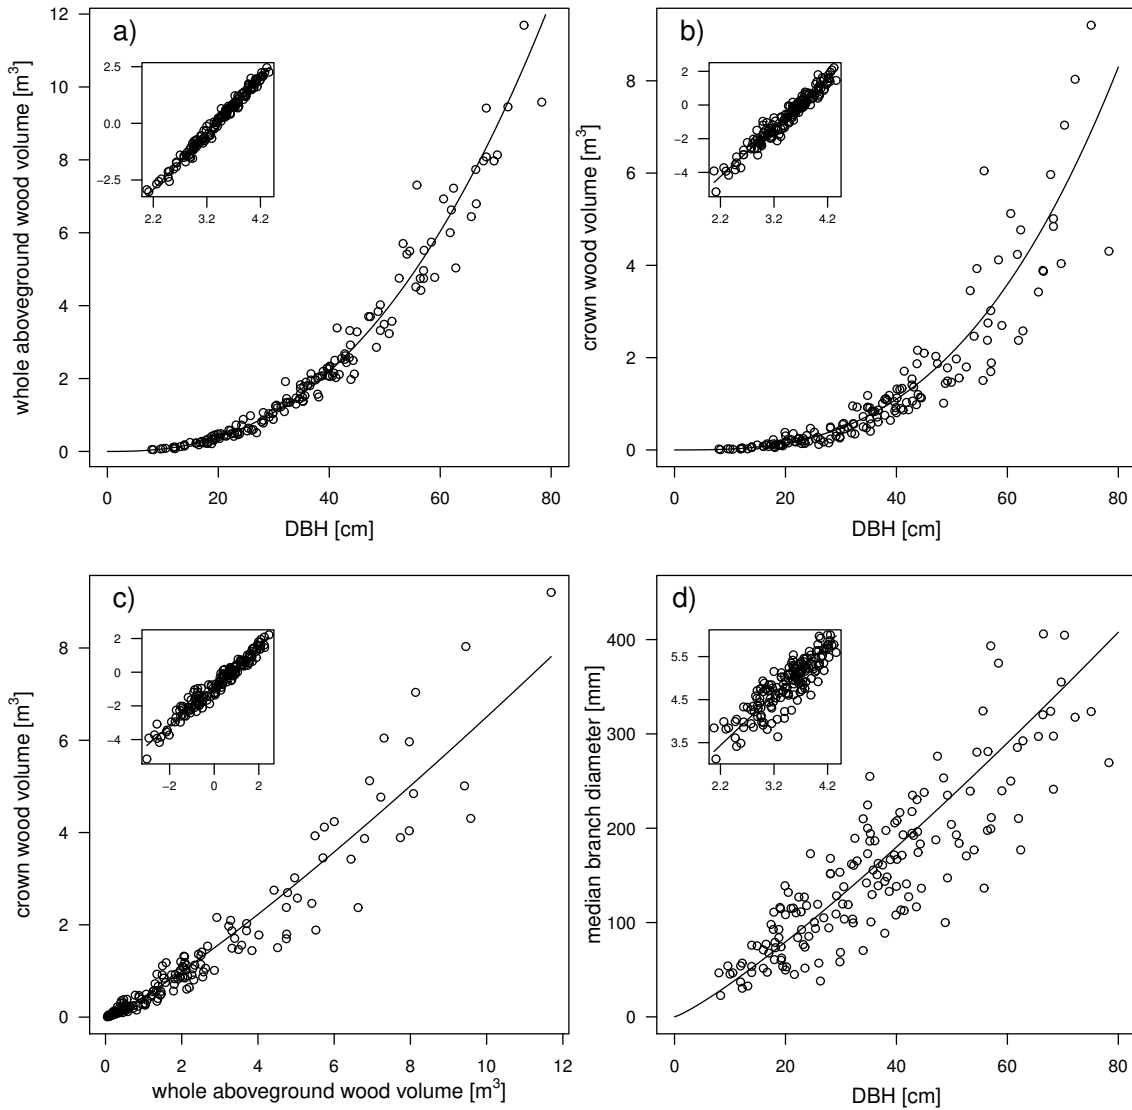 a)
whole aboveground wood volume [m³]
12
10
8
6
4
2
0
2.5
0.0
−2.5
2.2 3.2 4.2
0 20 40 60 80
DBH [cm]
b)
crown wood volume [m³]
8
6
4
2
0
2
0
−2
−4
2.2 3.2 4.2
0 20 40 60 80
DBH [cm]
c)
crown wood volume [m³]
8
6
4
2
0
2
0
−2
−4
−2 0 2
0 2 4 6 8 10 12
whole aboveground wood volume [m³]
d)
median branch diameter [mm]
400
300
200
100
0
5.5
4.5
3.5
2.2 3.2 4.2
0 20 40 60 80
DBH [cm]